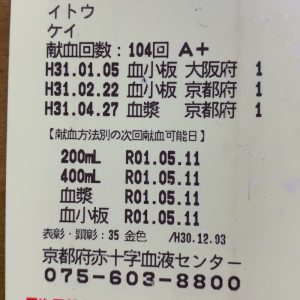 イトウ
ケイ
献血回数：104回 A+
H31.01.05 血小板 大阪府 1
H31.02.22 血小板 京都府 1
H31.04.27 血漿 京都府 1
【献血方法別の次回献血可能日】
200mL R01.05.11
400mL R01.05.11
血漿 R01.05.11
血小板 R01.05.11
表彰・顕彰：35 金色 /H30.12.03
京都府赤十字血液センター
075-603-8800